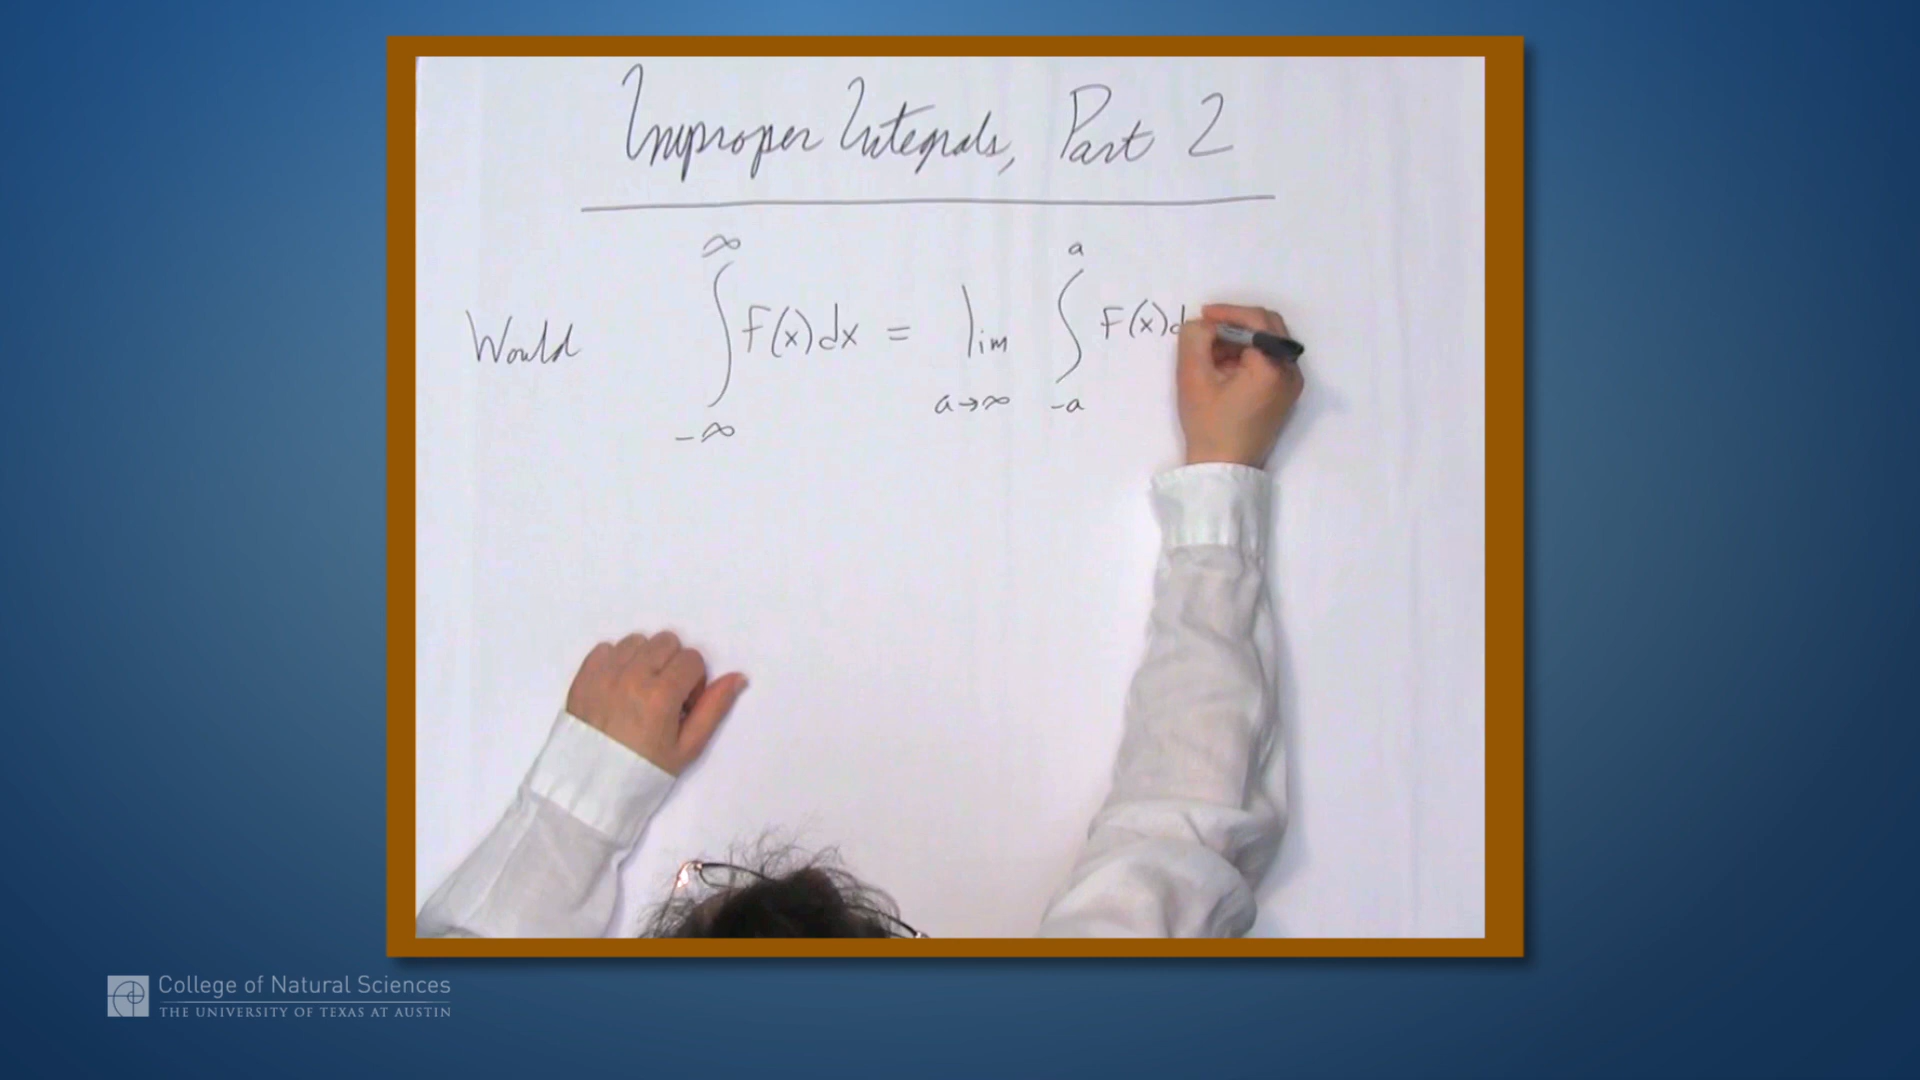 Improper Integrals, Part 2
Would ∫_{-∞}^{∞} F(x)dx = lim_{a→∞} ∫_{-a}^{a} F(x)d
College of Natural Sciences
THE UNIVERSITY OF TEXAS AT AUSTIN